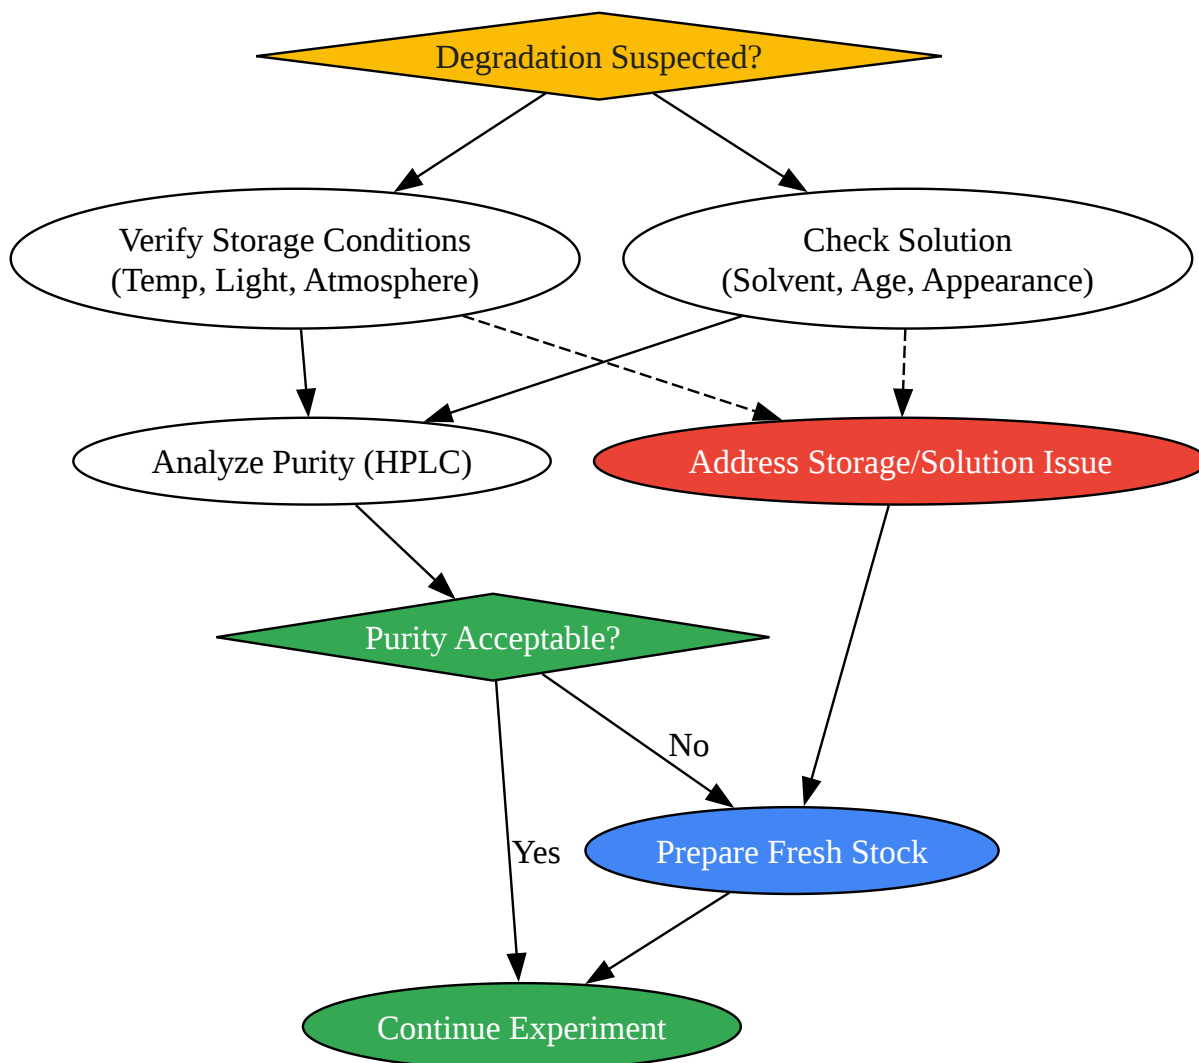 Degradation Suspected?
Verify Storage Conditions
(Temp, Light, Atmosphere)
Check Solution
(Solvent, Age, Appearance)
Analyze Purity (HPLC)
Address Storage/Solution Issue
Purity Acceptable?
No
Yes
Prepare Fresh Stock
Continue Experiment